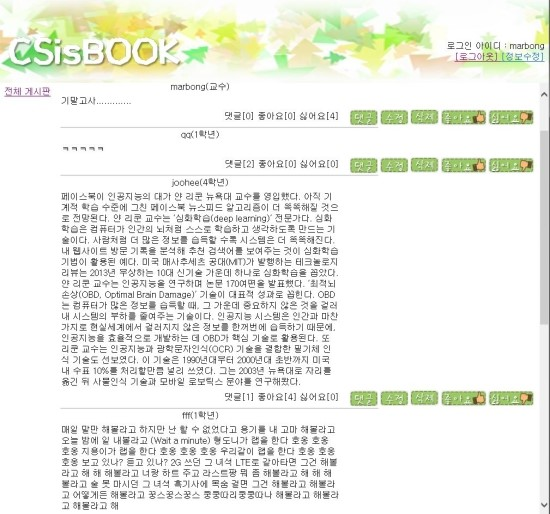 CSisBOOK
로그인 아이디 : marbong
[로그아웃] [정보수정]
전체 게시판
marbong(교수)
기말고사.............
댓글[0] 좋아요[0] 싫어요[4] 댓글 수정 삭제 좋아요 싫어요
qq(1학년)
ㅋㅋㅋㅋㅋ
댓글[2] 좋아요[0] 싫어요[0] 댓글 수정 삭제 좋아요 싫어요
joohee(4학년)
페이스북이 인공지능의 대가 얀 리쿤 뉴욕대 교수를 영입했다. 아직 기
계적 학습 수준에 그친 페이스북 뉴스피드 알고리즘이 더 똑똑해질 것으
로 전망된다. 얀 리쿤 교수는 '심화학습(deep learning)' 전문가다. 심화
학습은 컴퓨터가 인간의 뇌처럼 스스로 학습하고 생각하도록 만드는 기
술이다. 사람처럼 더 많은 정보를 습득할 수록 시스템은 더 똑똑해진다.
내 웹사이트 방문 기록을 분석해 추천 검색어를 보여주는 것이 심화학습
기법이 활용된 예다. 미국 매사추세츠 공대(MIT)가 발행하는 테크놀로지
리뷰는 2013년 무상하는 10대 신기술 가운데 하나로 심화학습을 꼽았다.
얀 리쿤 교수는 인공지능을 연구하며 논문 170여편을 발표했다. '최적뇌
손상(OBD, Optimal Brain Damage)' 기술이 대표적 성과로 꼽힌다. OBD
는 컴퓨터가 많은 정보를 습득할 때, 그 가운데 중요하지 않은 것을 걸러
내 시스템의 부하를 줄여주는 기술이다. 인공지능 시스템은 인간과 마찬
가지로 현실세계에서 걸러지지 않은 정보를 한꺼번에 습득하기 때문에,
인공지능을 효율적으로 개발하는 데 OBD가 핵심 기술로 활용된다. 또
리쿤 교수는 인공지능과 광학문자인식(OCR) 기술을 결합한 필기체 인
식 기술도 선보였다. 이 기술은 1990년대부터 2000년대 초반까지 미국
내 수표 10%를 처리할만큼 널리 쓰였다. 그는 2003년 뉴욕대로 자리를
옮긴 뒤 사물인식 기술과 모바일 로보틱스 분야를 연구해왔다.
댓글[1] 좋아요[4] 싫어요[0] 댓글 수정 삭제 좋아요 싫어요
fff(1학년)
매일 말만 해볼라고 하지만 난 할 수 없었다고 용기를 내 고마 해볼라고
오늘 밤에 일 내볼라고 (Wait a minute) 형도니가 랩을 한다 호옹 호옹
호옹 지용이가 랩을 한다 호옹 호옹 호옹 우리같이 랩을 한다 호옹 호옹
호옹 보고 있나? 듣고 있나? 2G 쓰던 그 녀석 LTE로 갈아타면 그건 해볼
라고 해 해 해볼라고 너랑 하트 주고 라스트팡 뭐 좀 해볼라고 해 해 해
볼라고 술 못 마시던 그 녀석 흑기사에 목숨 걸면 그건 해볼라고 해볼라
고 어떻게든 해볼라고 꽁스꽁스꽁스 쿵쿵따리쿵쿵따나 해볼라고 해볼라
고 해볼라고 해